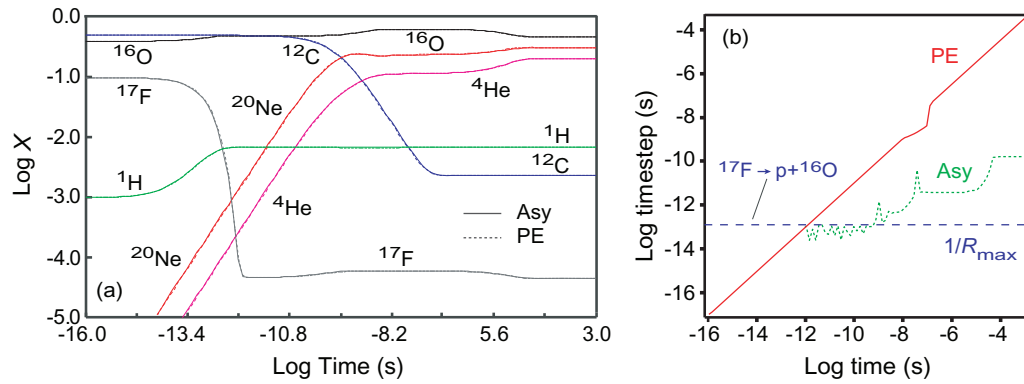 (a)
Log X
0.0
-1.0
-2.0
-3.0
-4.0
-5.0
¹⁶O
¹²C
¹⁶O
¹⁷F
²⁰Ne
⁴He
¹H
¹H
¹²C
⁴He
²⁰Ne
¹⁷F
Asy
PE
-16.0 -13.4 -10.8 -8.2 5.6 3.0
Log Time (s)
(b)
Log timestep (s)
-4
-6
-8
-10
-12
-14
-16
PE
¹⁷F → p+¹⁶O
Asy
1/Rmax
-16 -14 -12 -10 -8 -6 -4
Log time (s)